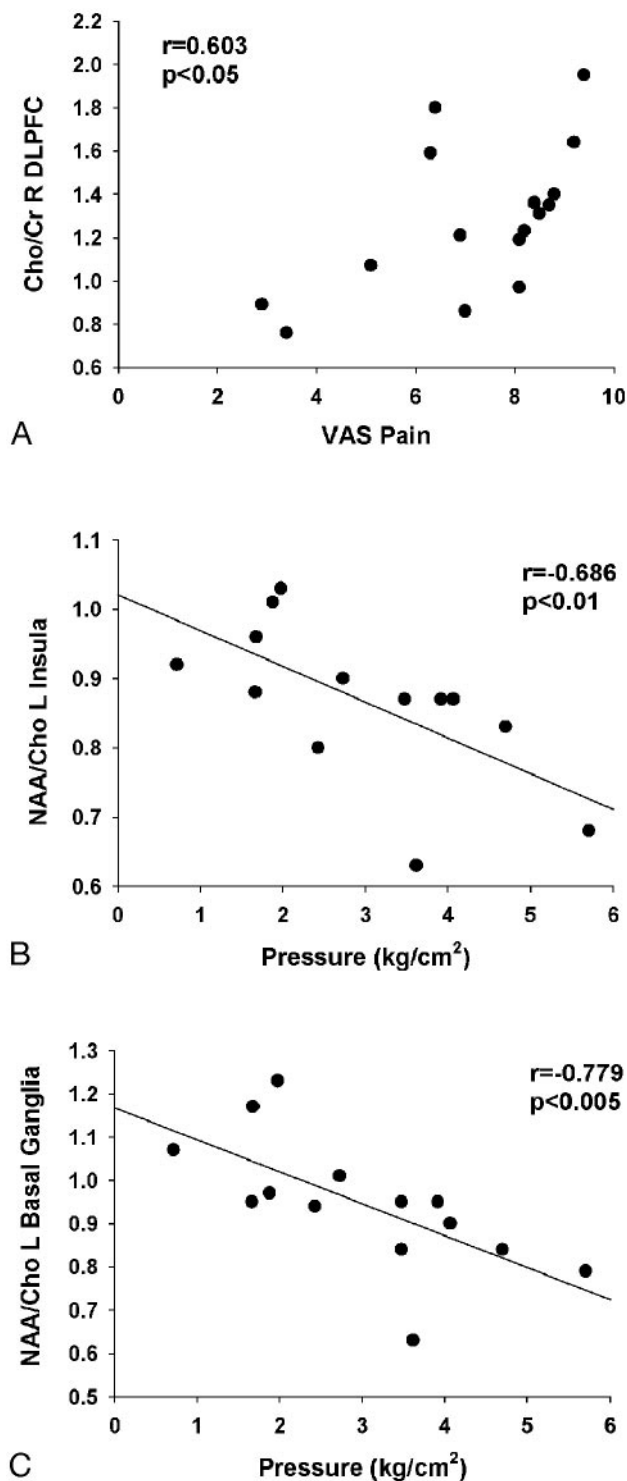 r=0.603
p<0.05
2.2
2.0
1.8
1.6
1.4
1.2
1.0
0.8
0.6
Cho/Cr R DLPFC
0 2 4 6 8 10
VAS Pain
A
r=-0.686
p<0.01
1.1
1.0
0.9
0.8
0.7
0.6
NAA/Cho L Insula
0 1 2 3 4 5 6
Pressure (kg/cm²)
B
r=-0.779
p<0.005
1.3
1.2
1.1
1.0
0.9
0.8
0.7
0.6
0.5
NAA/Cho L Basal Ganglia
0 1 2 3 4 5 6
Pressure (kg/cm²)
C